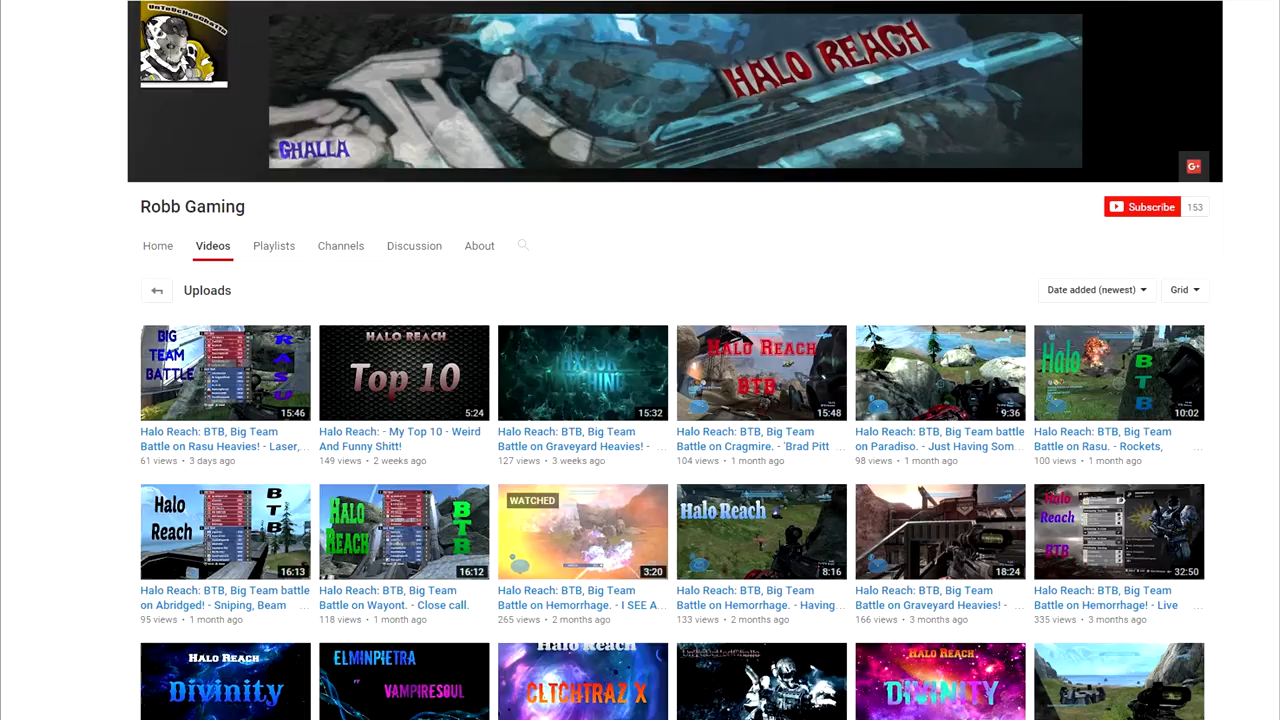 UnToUcHedGhaLLa
HALO REACH
GHALLA
G+
Robb Gaming
Subscribe 153
Home Videos Playlists Channels Discussion About
Uploads
Date added (newest) Grid
BIG TEAM BATTLE
RASU
15:46
HALO REACH
Top 10
5:24
15:32
HALO REACH
BTB
15:48
9:36
Halo
BTB
10:02
Halo Reach: BTB, Big Team
Battle on Rasu Heavies! - Laser,...
61 views • 3 days ago
Halo Reach: - My Top 10 - Weird
And Funny Shitt!
149 views • 2 weeks ago
Halo Reach: BTB, Big Team
Battle on Graveyard Heavies! - ...
127 views • 3 weeks ago
Halo Reach: BTB, Big Team
Battle on Cragmire. - 'Brad Pitt ...
104 views • 1 month ago
Halo Reach: BTB, Big Team battle
on Paradiso. - Just Having Som...
98 views • 1 month ago
Halo Reach: BTB, Big Team
Battle on Rasu. - Rockets, ...
100 views • 1 month ago
Halo
Reach
BTB
16:13
HALO
REACH
BTB
16:12
WATCHED
3:20
Halo Reach
8:16
18:24
Halo
Reach
BTB
32:50
Halo Reach: BTB, Big Team battle
on Abridged! - Sniping, Beam ...
95 views • 1 month ago
Halo Reach: BTB, Big Team
Battle on Wayont. - Close call.
118 views • 1 month ago
Halo Reach: BTB, Big Team
Battle on Hemorrhage. - I SEE A...
265 views • 2 months ago
Halo Reach: BTB, Big Team
Battle on Hemorrhage. - Having...
133 views • 2 months ago
Halo Reach: BTB, Big Team
Battle on Graveyard Heavies! - ...
166 views • 3 months ago
Halo Reach: BTB, Big Team
Battle on Hemorrhage! - Live ...
335 views • 3 months ago
HALO REACH
Divinity
ELMINPIETRA
VAMPIRESOUL
Halo Reach
CLTCHTRAZ X
UnToUcHedGhaLLa
HALO REACH
DIVINITY